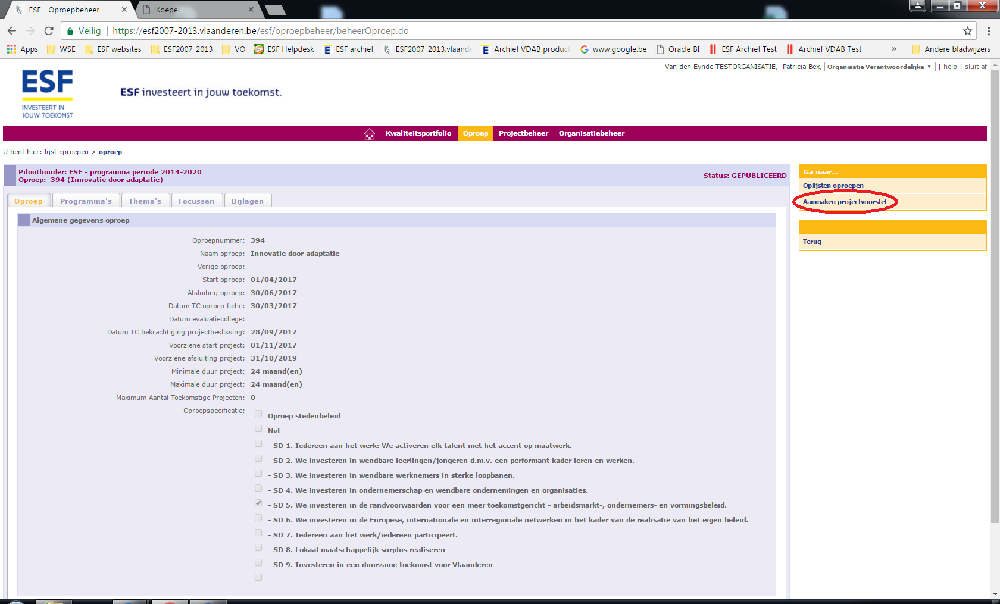 ESF - Oproepbeheer
Koepel
Veilig https://esf2007-2013.vlaanderen.be/esf/oproepbeheer/beheerOproep.do
Apps WSE ESF websites ESF2007-2013 VO ESF Helpdesk ESF archief ESF2007-2013.vlaande Archief VDAB product www.google.be Oracle BI ESF Archief Test Archief VDAB Test » Andere bladwijzers
Van den Eynde TESTORGANISATIE, Patricia Bex, Organisatie Verantwoordelijke | help | sluit af
ESF
INVESTEERT IN
JOUW TOEKOMST
ESF investeert in jouw toekomst.
Kwaliteitsportfolio Oproep Projectbeheer Organisatiebeheer
U bent hier: lijst oproepen > oproep
Piloothouder: ESF - programma periode 2014-2020
Oproep: 394 (Innovatie door adaptatie)
Status: GEPUBLICEERD
Oproep Programma's Thema's Focussen Bijlagen
Algemene gegevens oproep
Oproepnummer: 394
Naam oproep: Innovatie door adaptatie
Vorige oproep:
Start oproep: 01/04/2017
Afsluiting oproep: 30/06/2017
Datum TC oproep fiche: 30/03/2017
Datum evaluatiecollege:
Datum TC bekrachtiging projectbeslissing: 28/09/2017
Voorziene start project: 01/11/2017
Voorziene afsluiting project: 31/10/2019
Minimale duur project: 24 maand(en)
Maximale duur project: 24 maand(en)
Maximum Aantal Toekomstige Projecten: 0
Oproepspecificatie:
Oproep stedenbeleid
Nvt
- SD 1. Iedereen aan het werk: We activeren elk talent met het accent op maatwerk.
- SD 2. We investeren in wendbare leerlingen/jongeren d.m.v. een performant kader leren en werken.
- SD 3. We investeren in wendbare werknemers in sterke loopbanen.
- SD 4. We investeren in ondernemerschap en wendbare ondernemingen en organisaties.
- SD 5. We investeren in de randvoorwaarden voor een meer toekomstgericht - arbeidsmarkt-, ondernemers- en vormingsbeleid.
- SD 6. We investeren in de Europese, internationale en interregionale netwerken in het kader van de realisatie van het eigen beleid.
- SD 7. Iedereen aan het werk/iedereen participeert.
- SD 8. Lokaal maatschappelijk surplus realiseren
- SD 9. Investeren in een duurzame toekomst voor Vlaanderen
-
Ga naar...
Oplijsten oproepen
Aanmaken projectvoorstel
Terug